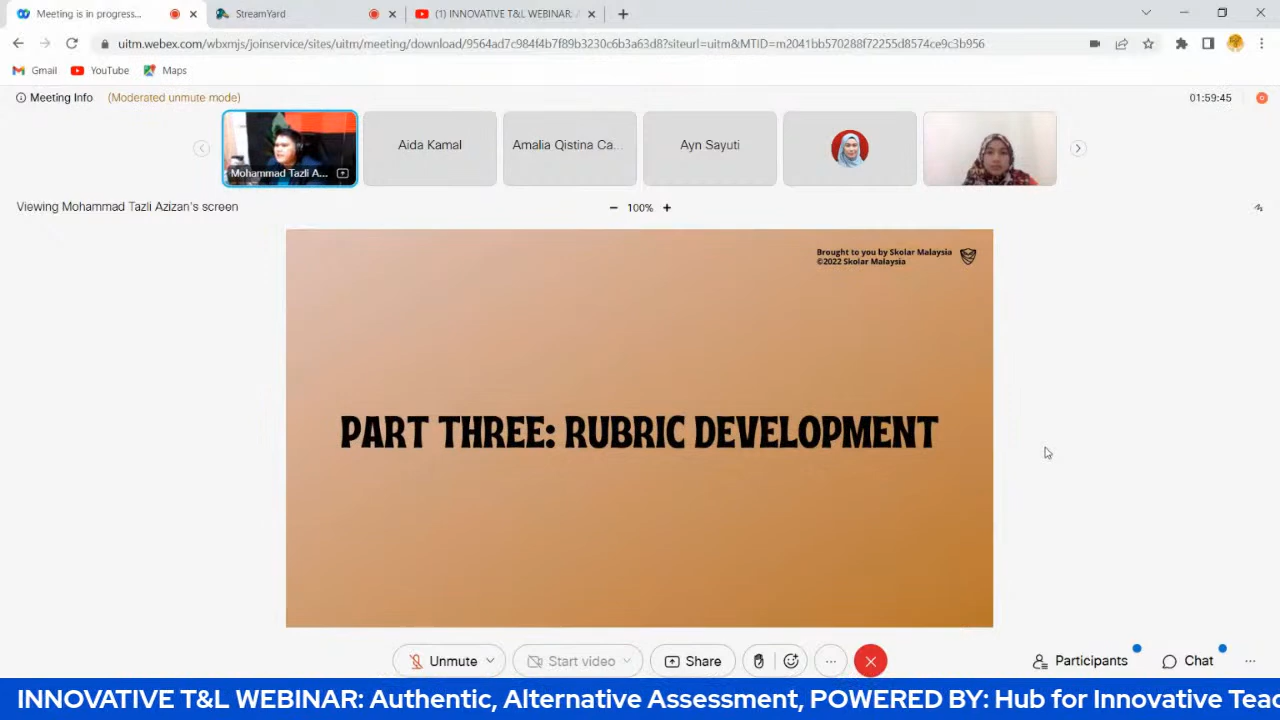 Meeting is in progress...
StreamYard
(1) INNOVATIVE T&L WEBINAR:
uitm.webex.com/wbxmjs/joinservice/sites/uitm/meeting/download/9564ad7c984f4b7f89b3230c6b3a63d8?siteurl=uitm&MTID=m2041bb570288f72255d8574ce9c3b956
Gmail
YouTube
Maps
Meeting Info (Moderated unmute mode)
01:59:45
Mohammad Tazli A...
Aida Kamal
Amalia Qistina Ca...
Ayn Sayuti
Viewing Mohammad Tazli Azizan's screen
100%
Brought to you by Skolar Malaysia
©2022 Skolar Malaysia
PART THREE: RUBRIC DEVELOPMENT
Unmute
Start video
Share
Participants
Chat
INNOVATIVE T&L WEBINAR: Authentic, Alternative Assessment, POWERED BY: Hub for Innovative Teac